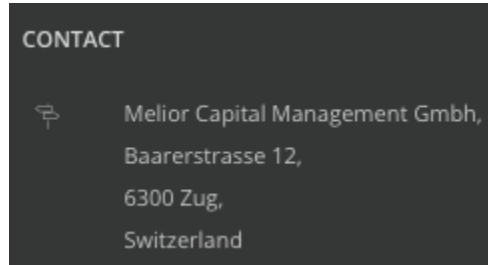 CONTACT
Melior Capital Management Gmbh,
Baarerstrasse 12,
6300 Zug,
Switzerland